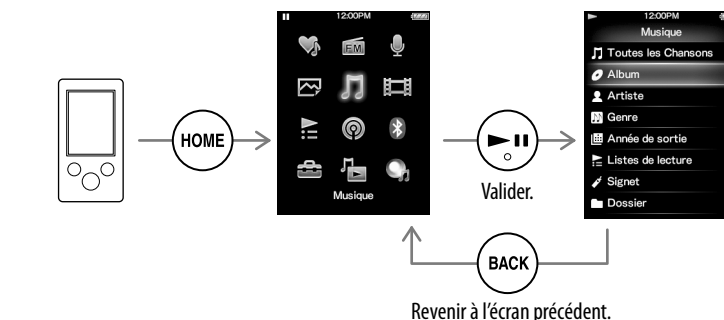 12:00PM
FM
Musique
HOME
Valider.
12:00PM
Musique
Toutes les Chansons
Album
Artiste
Genre
Année de sortie
Listes de lecture
Signet
Dossier
BACK
Revenir à l'écran précédent.